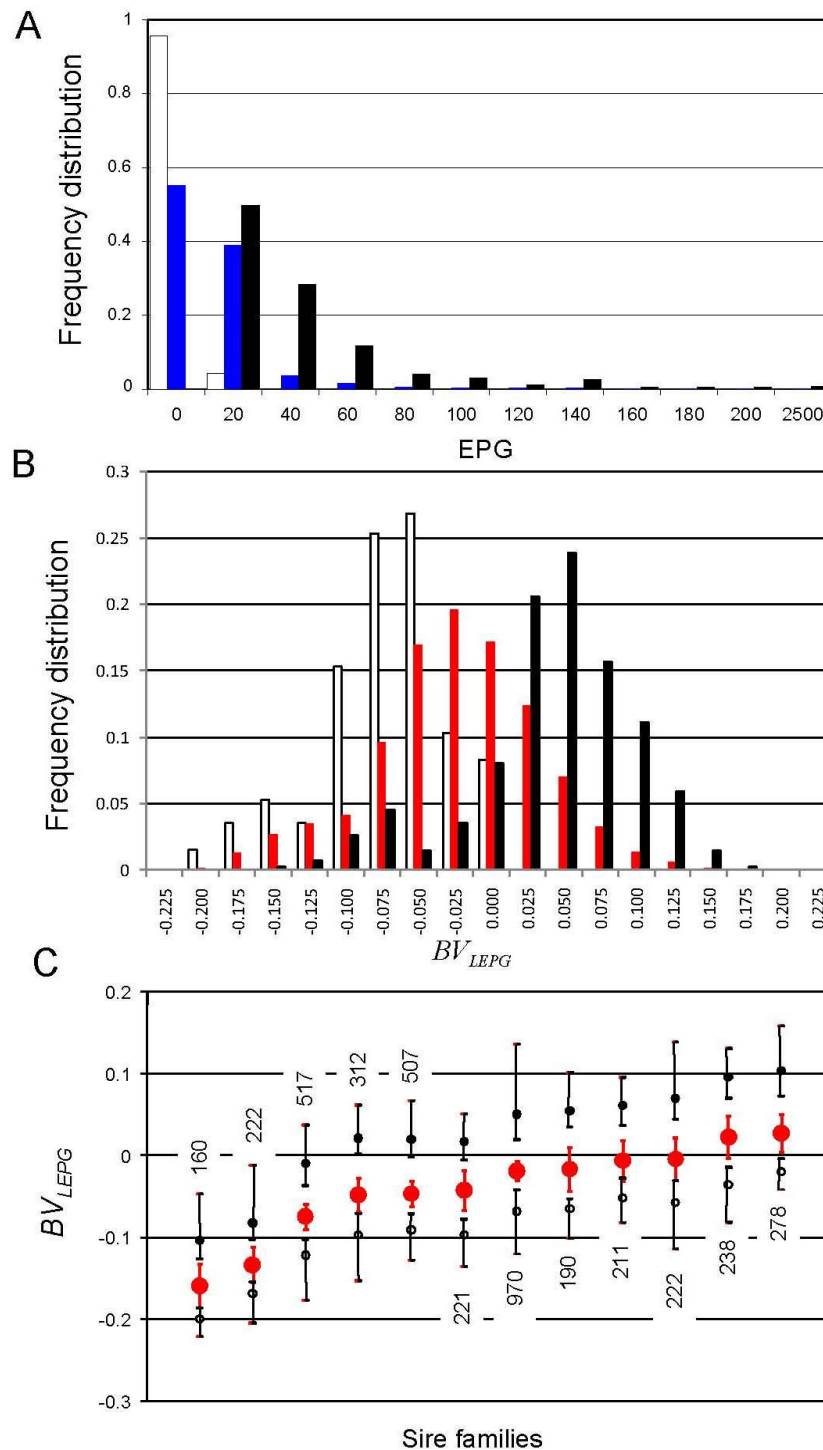 A
Frequency distribution
1
0.8
0.6
0.4
0.2
0
0 20 40 60 80 100 120 140 160 180 200 2500
EPG
B
Frequency distribution
0.3
0.25
0.2
0.15
0.1
0.05
0
-0.225 -0.200 -0.175 -0.150 -0.125 -0.100 -0.075 -0.050 -0.025 0.000 0.025 0.050 0.075 0.100 0.125 0.150 0.175 0.200 0.225
BV LEPG
C
BV LEPG
0.2
0.1
0
-0.1
-0.2
-0.3
160 222 517 312 507 221 970 190 211 222 238 278
Sire families